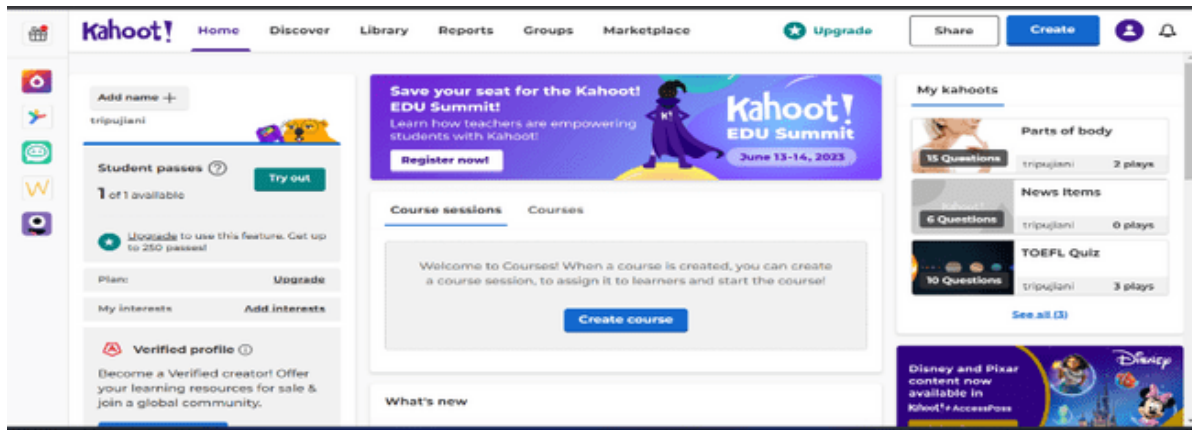 Kahoot! Home Discover Library Reports Groups Marketplace Upgrade Share Create
Add name +
tripujiani
Student passes ?
1 of 1 available
Try out
Upgrade to use this feature. Get up
to 250 passes!
Plan: Upgrade
My interests Add interests
Verified profile
Become a Verified creator! Offer
your learning resources for sale &
join a global community.
Save your seat for the Kahoot!
EDU Summit!
Learn how teachers are empowering
students with Kahoot!
Register now!
K!
Kahoot!
EDU Summit
June 13-14, 2023
Course sessions Courses
Welcome to Courses! When a course is created, you can create
a course session, to assign it to learners and start the course!
Create course
What's new
My kahoots
Parts of body
15 Questions
tripujiani 2 plays
News Items
6 Questions
tripujiani 0 plays
TOEFL Quiz
10 Questions
tripujiani 3 plays
See all (3)
Disney and Pixar
content now
available in
Kahoot!+ AccessPass
Disney